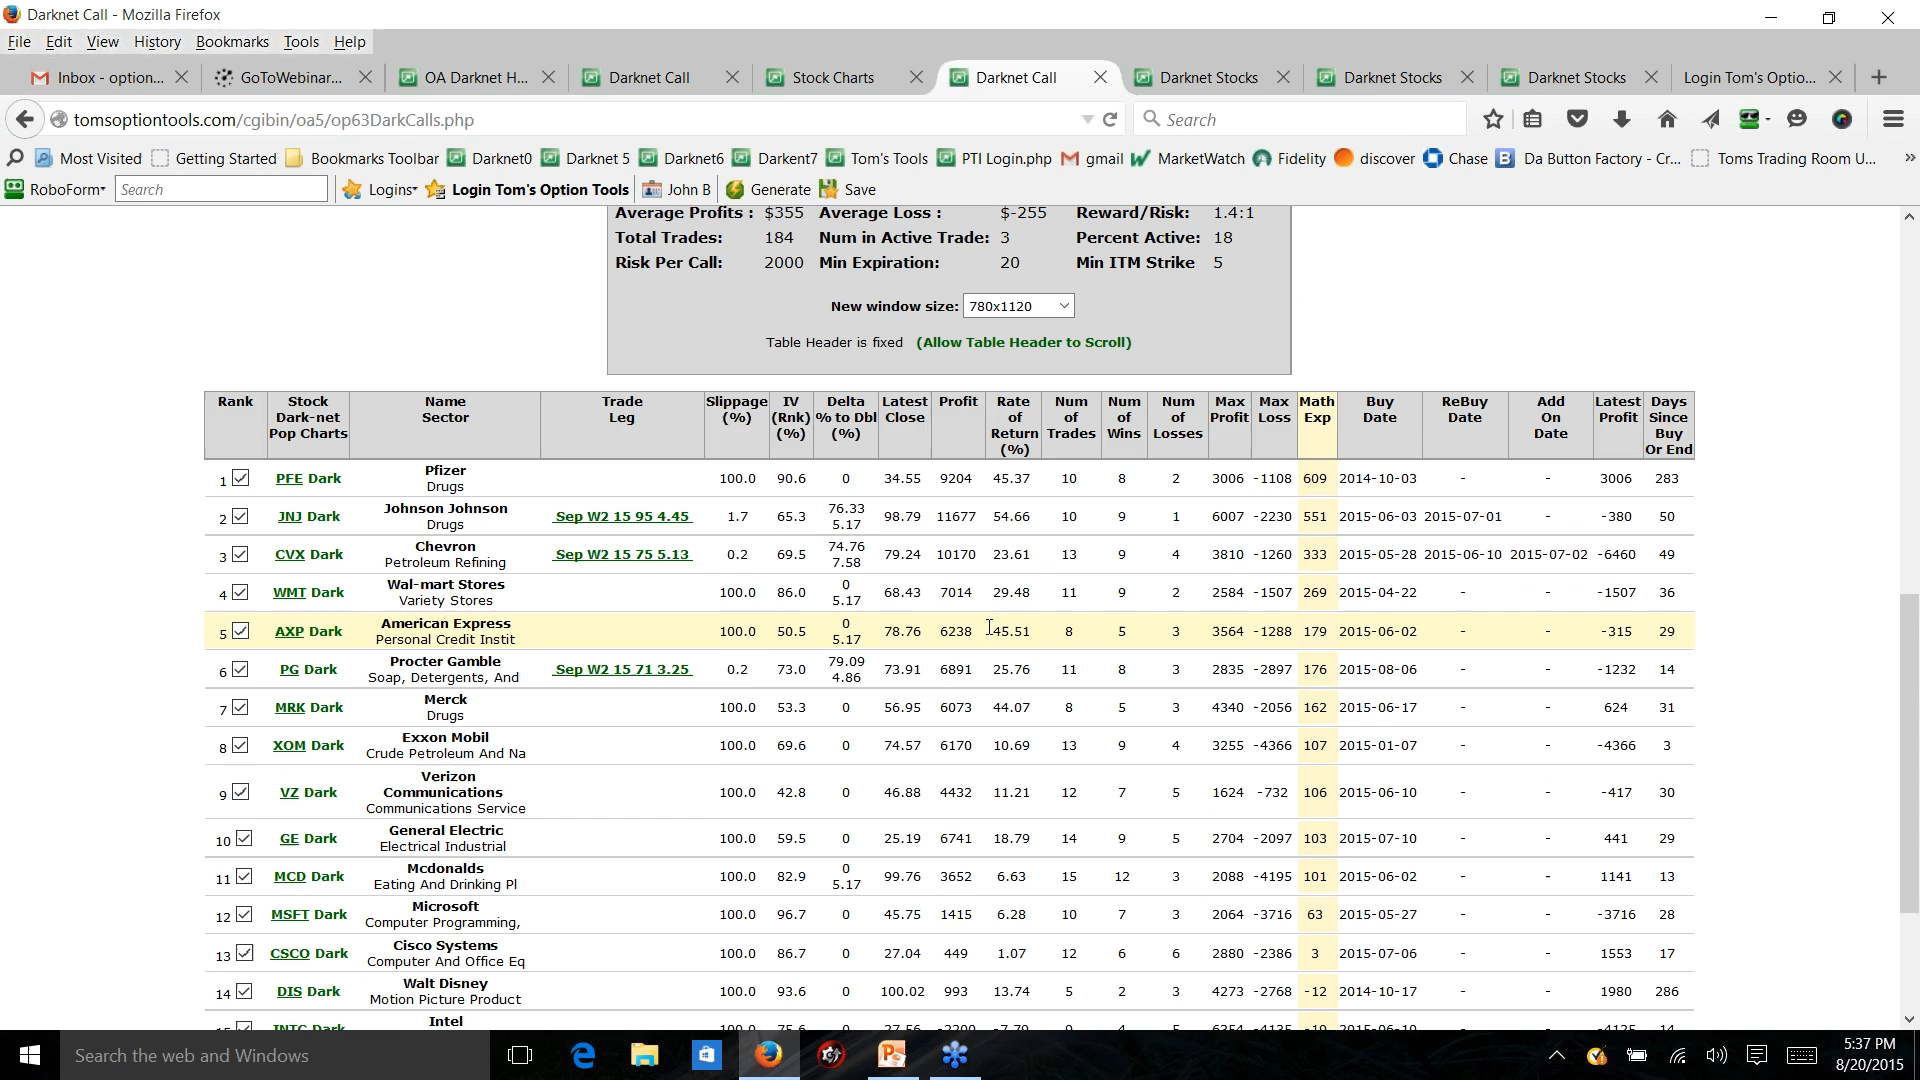 Darknet Call - Mozilla Firefox
File Edit View History Bookmarks Tools Help
Inbox - option... GoToWebinar... OA Darknet H... Darknet Call Stock Charts Darknet Call Darknet Stocks Darknet Stocks Darknet Stocks Login Tom's Optio...
tomsoptiontools.com/cgibin/oa5/op63DarkCalls.php Search
Most Visited Getting Started Bookmarks Toolbar Darknet0 Darknet 5 Darknet6 Darkent7 Tom's Tools PTI Login.php gmail MarketWatch Fidelity discover Chase Da Button Factory - Cr... Toms Trading Room U... »
RoboForm Search Logins Login Tom's Option Tools John B Generate Save
Average Profits : $355 Average Loss : $-255 Reward/Risk: 1.4:1
Total Trades: 184 Num in Active Trade: 3 Percent Active: 18
Risk Per Call: 2000 Min Expiration: 20 Min ITM Strike 5
New window size: 780x1120
Table Header is fixed (Allow Table Header to Scroll)
Rank Stock Name Trade Slippage IV Delta Latest Profit Rate Num Num Num Max Max Math Buy ReBuy Add Latest Days
Dark-net Sector Leg (%) (Rnk) % to Dbl Close of of of of Profit Loss Exp Date Date On Profit Since
Pop Charts (%) (%) Return Trades Wins Losses Date Buy
(%) Or End
1 PFE Dark Pfizer 100.0 90.6 0 34.55 9204 45.37 10 8 2 3006 -1108 609 2014-10-03 - - 3006 283
Drugs
2 JNJ Dark Johnson Johnson Sep W2 15 95 4.45 1.7 65.3 76.33 98.79 11677 54.66 10 9 1 6007 -2230 551 2015-06-03 2015-07-01 - -380 50
Drugs 5.17
3 CVX Dark Chevron Sep W2 15 75 5.13 0.2 69.5 74.76 79.24 10170 23.61 13 9 4 3810 -1260 333 2015-05-28 2015-06-10 2015-07-02 -6460 49
Petroleum Refining 7.58
4 WMT Dark Wal-mart Stores 100.0 86.0 0 68.43 7014 29.48 11 9 2 2584 -1507 269 2015-04-22 - - -1507 36
Variety Stores 5.17
5 AXP Dark American Express 100.0 50.5 0 78.76 6238 45.51 8 5 3 3564 -1288 179 2015-06-02 - - -315 29
Personal Credit Instit 5.17
6 PG Dark Procter Gamble Sep W2 15 71 3.25 0.2 73.0 79.09 73.91 6891 25.76 11 8 3 2835 -2897 176 2015-08-06 - - -1232 14
Soap, Detergents, And 4.86
7 MRK Dark Merck 100.0 53.3 0 56.95 6073 44.07 8 5 3 4340 -2056 162 2015-06-17 - - 624 31
Drugs
8 XOM Dark Exxon Mobil 100.0 69.6 0 74.57 6170 10.69 13 9 4 3255 -4366 107 2015-01-07 - - -4366 3
Crude Petroleum And Na
9 VZ Dark Verizon Communications 100.0 42.8 0 46.88 4432 11.21 12 7 5 1624 -732 106 2015-06-10 - - -417 30
Communications Service
10 GE Dark General Electric 100.0 59.5 0 25.19 6741 18.79 14 9 5 2704 -2097 103 2015-07-10 - - 441 29
Electrical Industrial
11 MCD Dark Mcdonalds 100.0 82.9 0 99.76 3652 6.63 15 12 3 2088 -4195 101 2015-06-02 - - 1141 13
Eating And Drinking Pl 5.17
12 MSFT Dark Microsoft 100.0 96.7 0 45.75 1415 6.28 10 7 3 2064 -3716 63 2015-05-27 - - -3716 28
Computer Programming,
13 CSCO Dark Cisco Systems 100.0 86.7 0 27.04 449 1.07 12 6 6 2880 -2386 3 2015-07-06 - - 1553 17
Computer And Office Eq
14 DIS Dark Walt Disney 100.0 93.6 0 100.02 993 13.74 5 2 3 4273 -2768 -12 2014-10-17 - - 1980 286
Motion Picture Product
Intel
Search the web and Windows 5:37 PM
8/20/2015